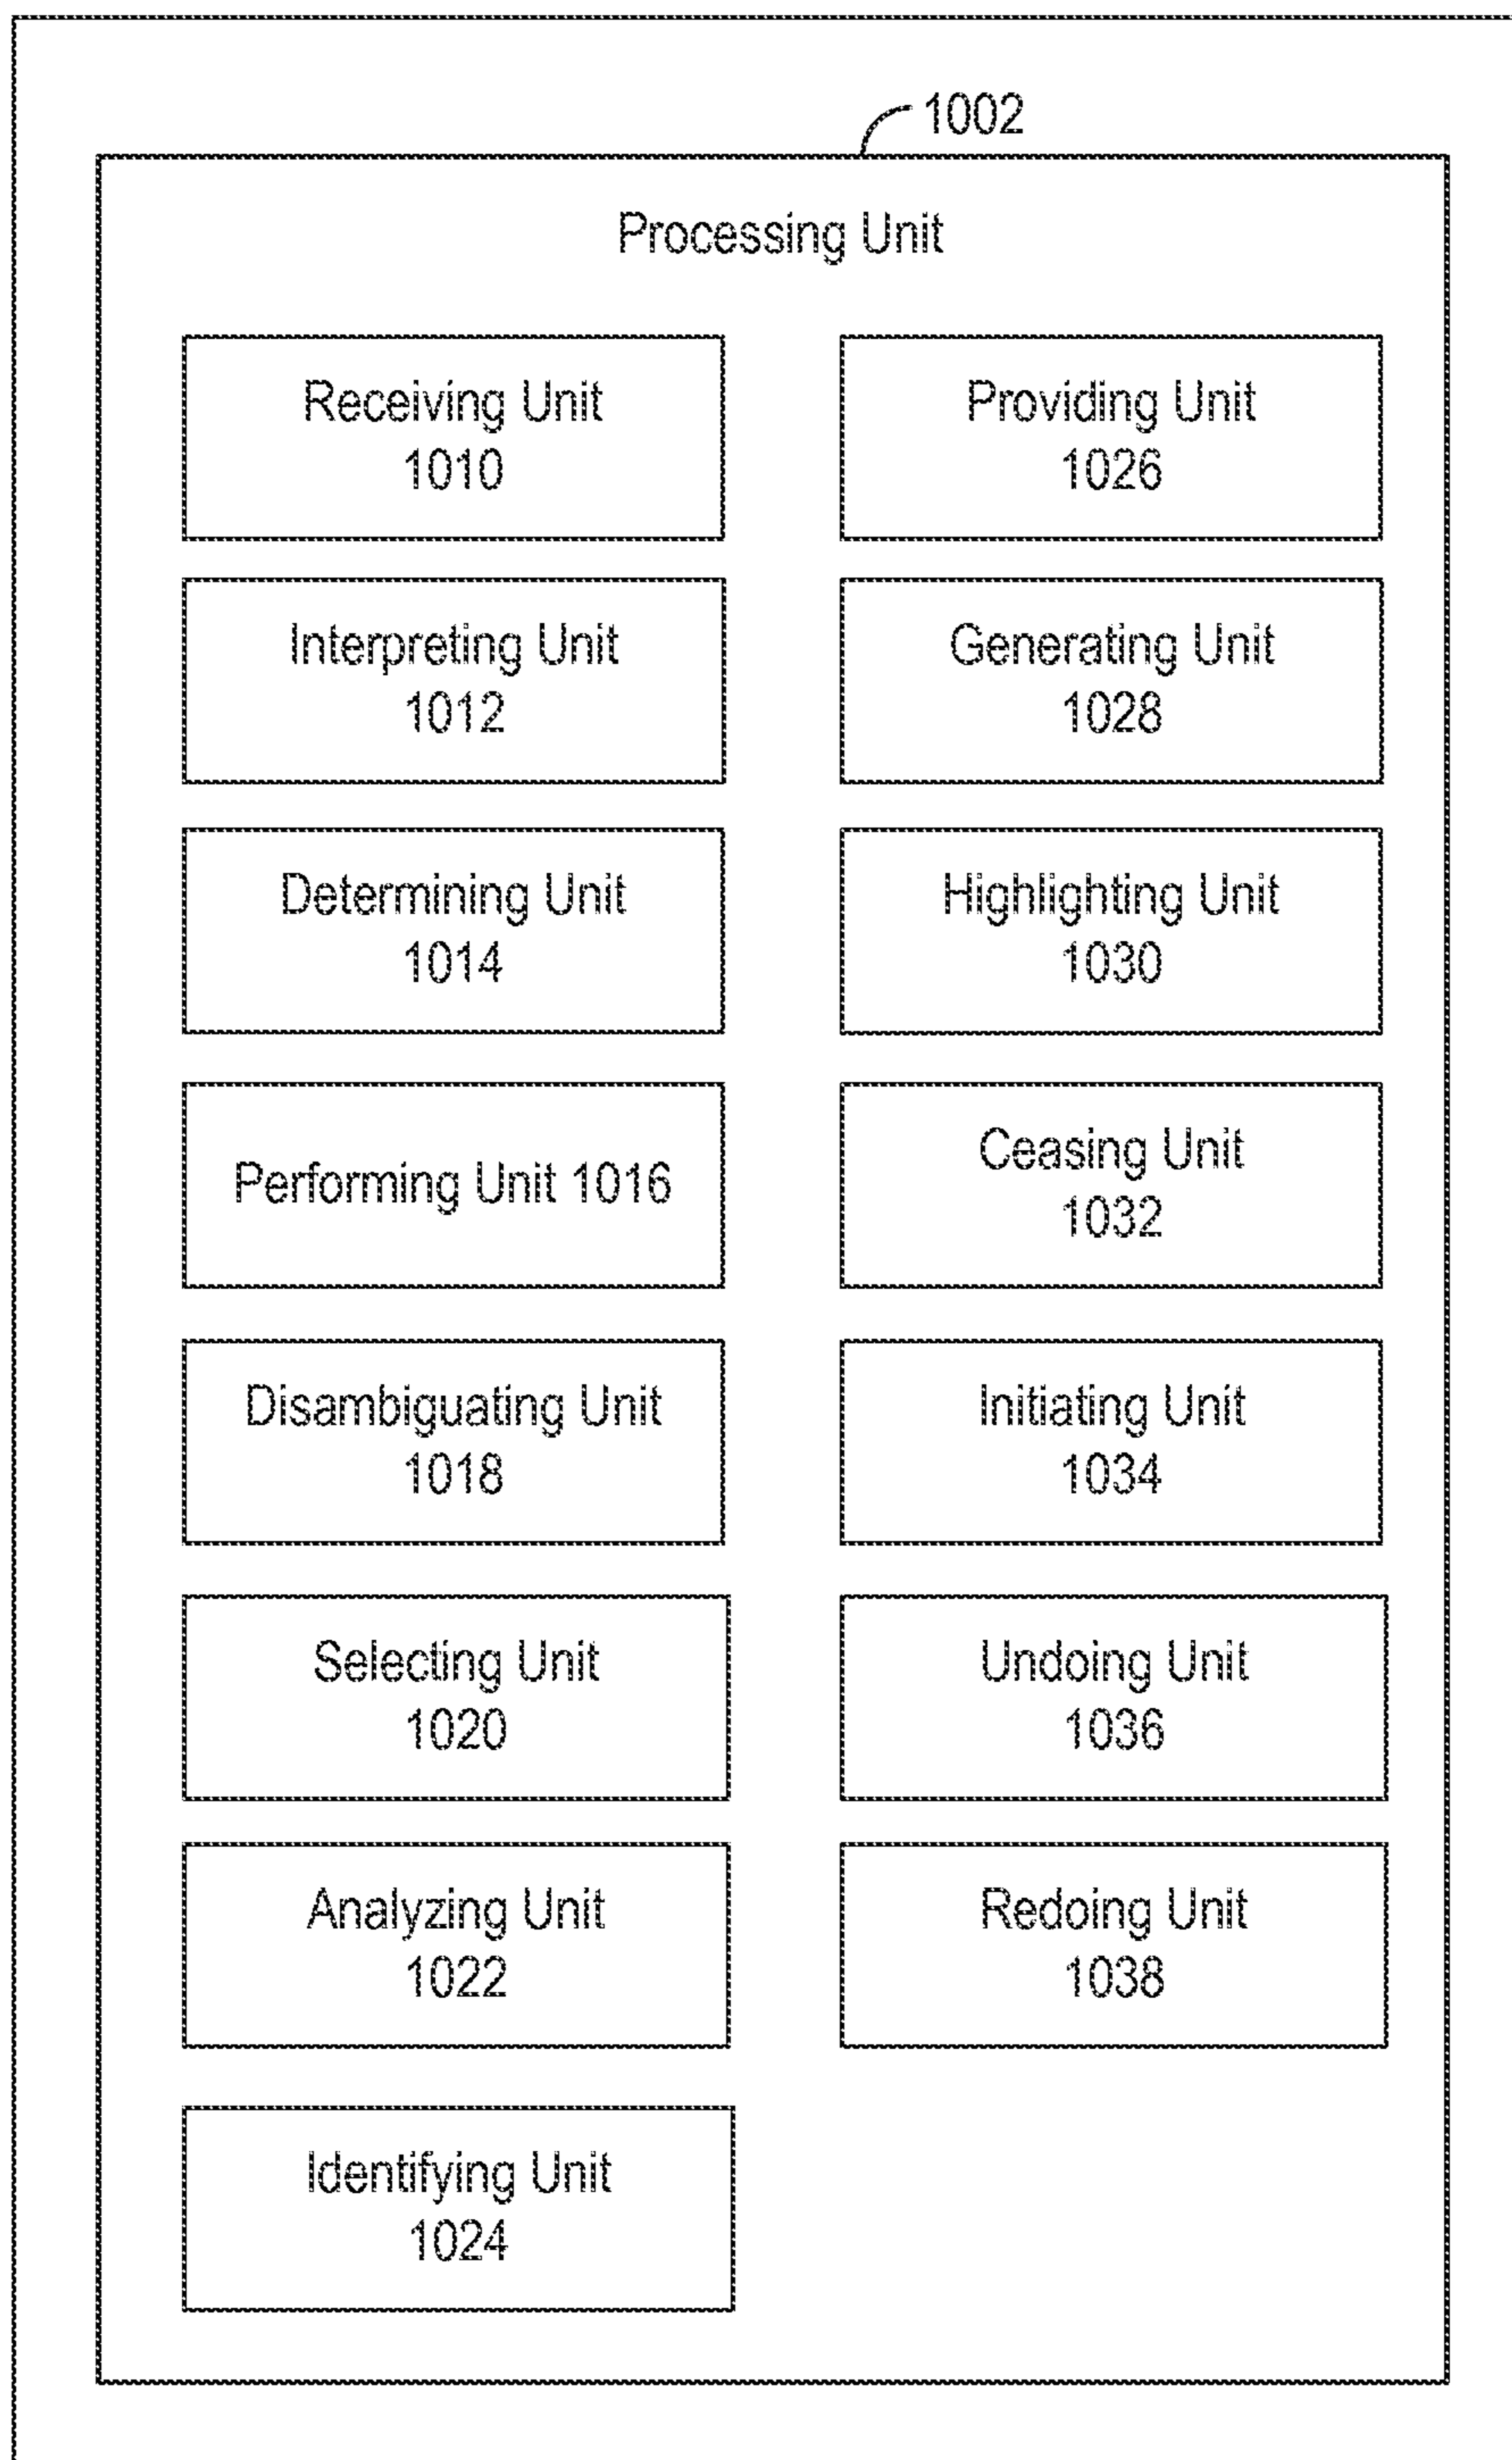 1002
Processing Unit
Receiving Unit
1010
Providing Unit
1026
Interpreting Unit
1012
Generating Unit
1028
Determining Unit
1014
Highlighting Unit
1030
Performing Unit 1016
Ceasing Unit
1032
Disambiguating Unit
1018
Initiating Unit
1034
Selecting Unit
1020
Undoing Unit
1036
Analyzing Unit
1022
Redoing Unit
1038
Identifying Unit
1024